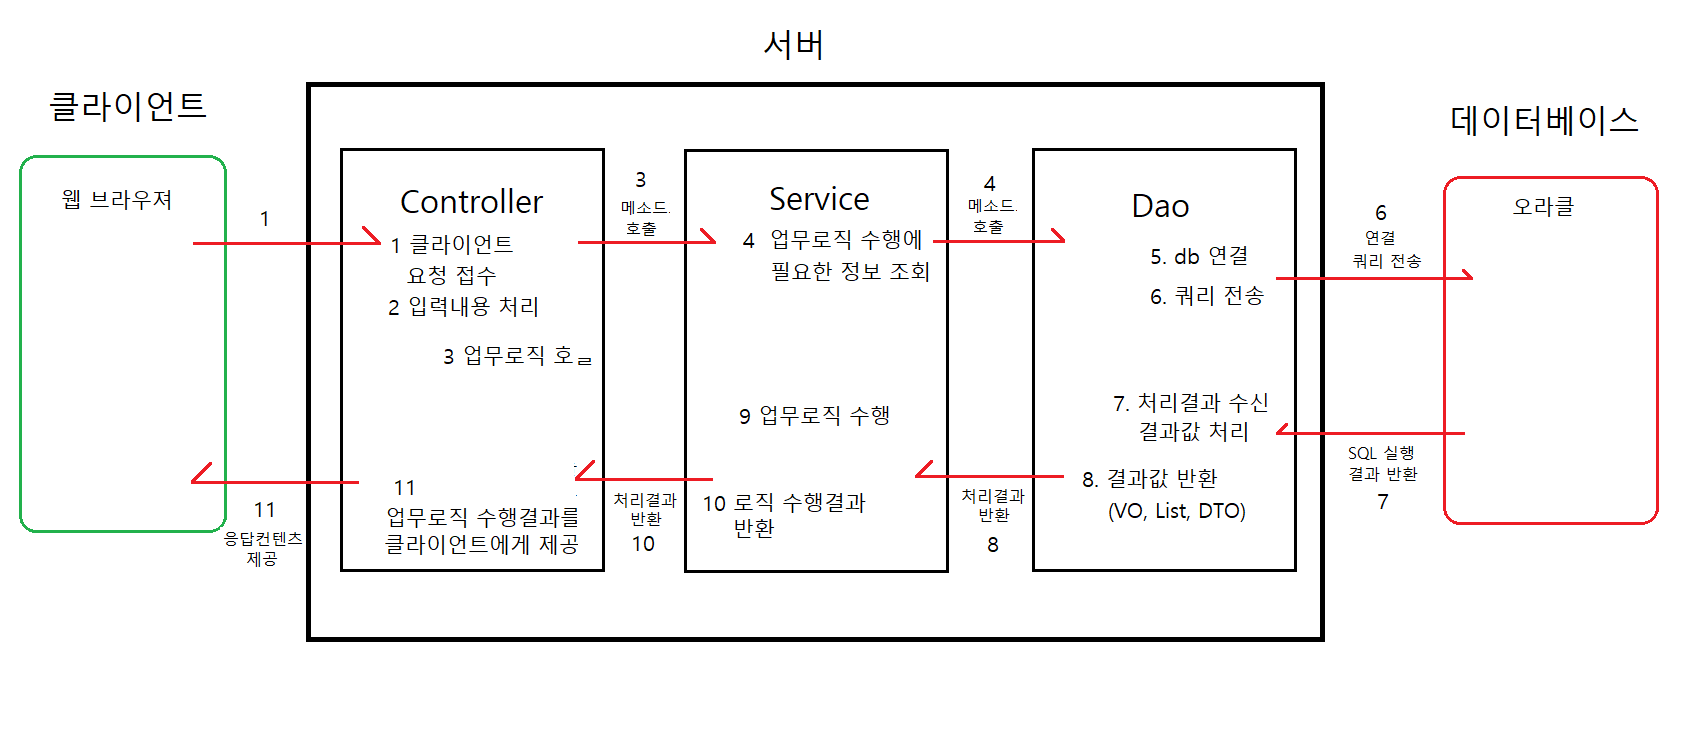 서버
클라이언트
데이터베이스
웹 브라우져
1
Controller
1 클라이언트
요청 접수
2 입력내용 처리
3 업무로직
11
업무로직 수행결과를
클라이언트에게 제공
11
응답컨텐츠
제공
3
메소드.
호출
처리결과
반환
10
Service
4 업무로직 수행에
필요한 정보 조회
9 업무로직 수행
10 로직 수행결과
반환
4
메소드.
호출
처리결과
반환
8
Dao
5. db 연결
6. 쿼리 전송
7. 처리결과 수신
결과값 처리
8. 결과값 반환
(VO, List, DTO)
6
연결
쿼리 전송
SQL 실행
결과 반환
7
오라클